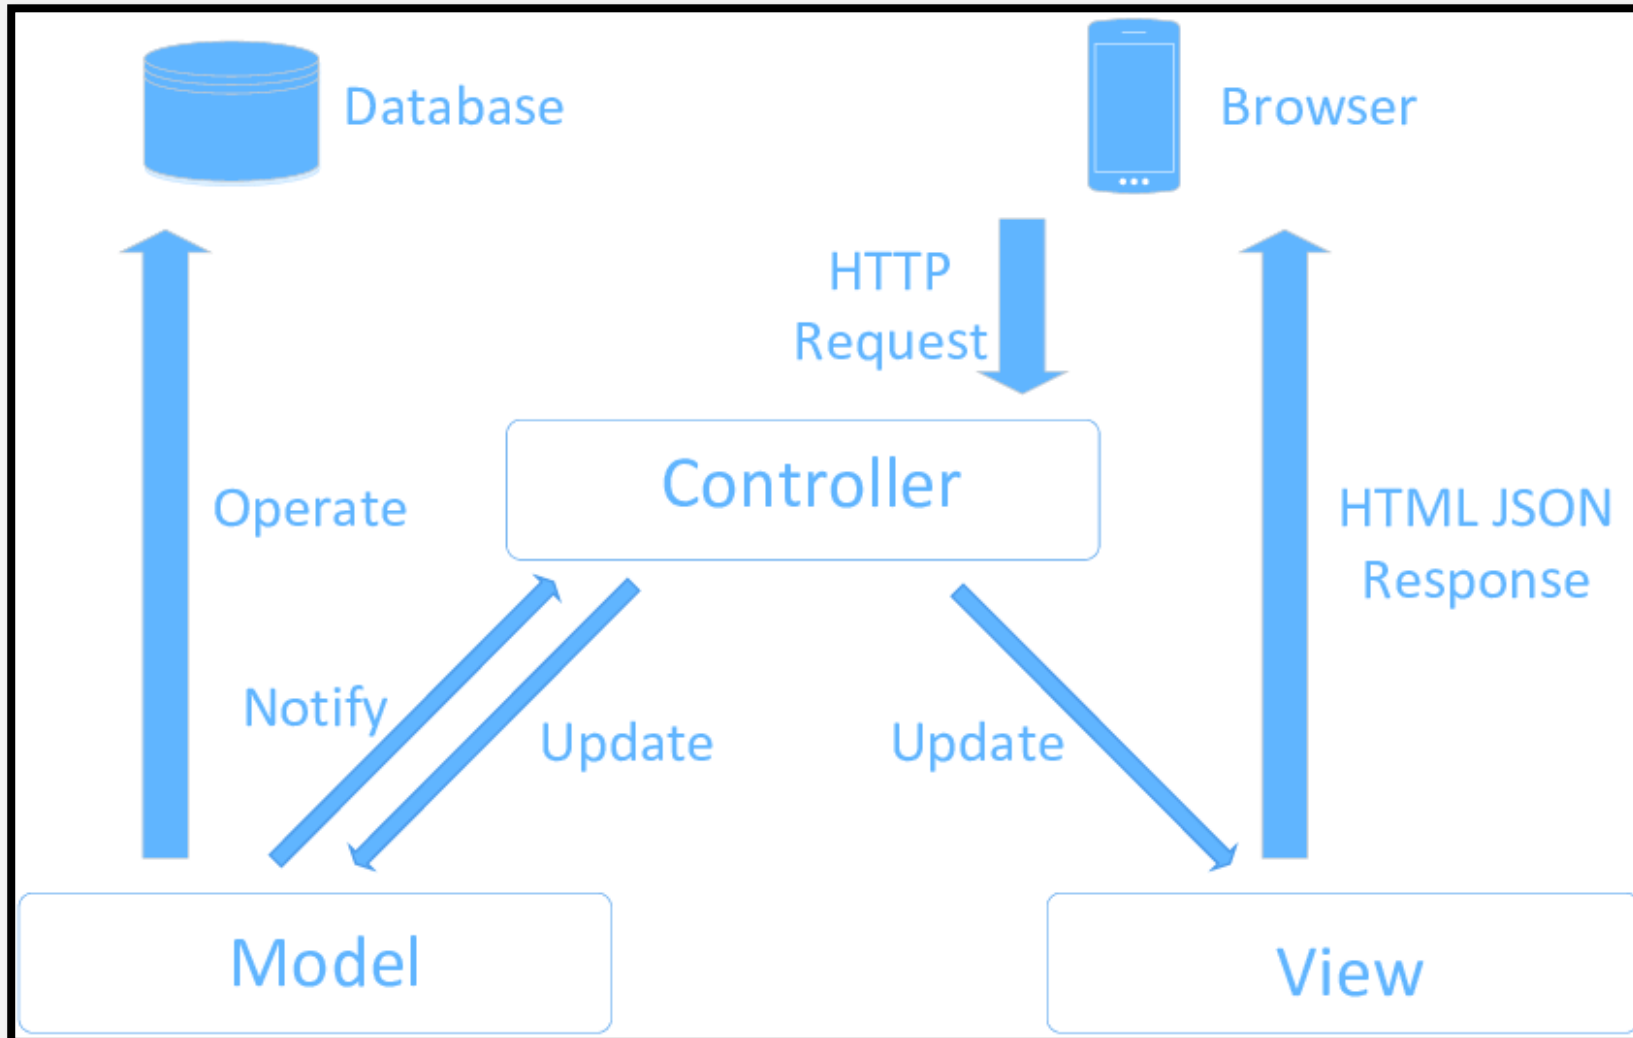 Database
Browser
HTTP
Request
Controller
Operate
HTML JSON
Response
Notify
Update
Update
Model
View